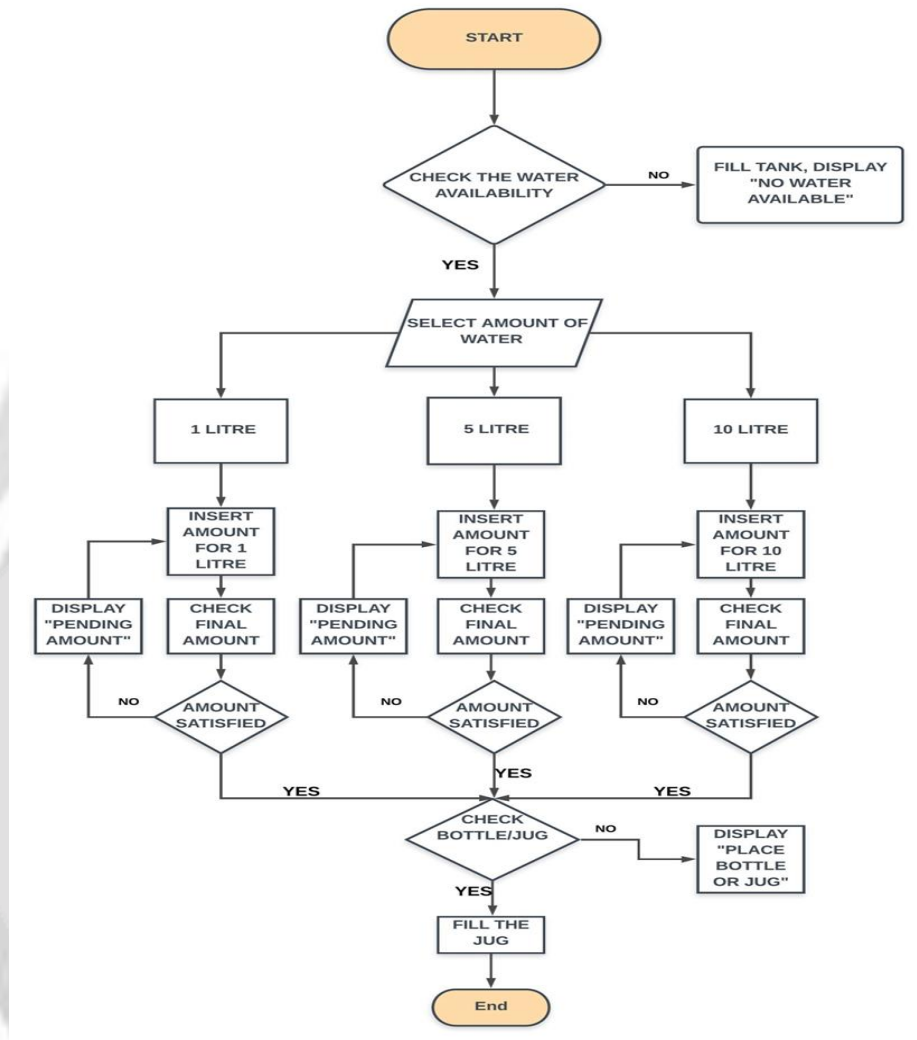 START
CHECK THE WATER
AVAILABILITY
NO
FILL TANK, DISPLAY
"NO WATER
AVAILABLE"
YES
SELECT AMOUNT OF
WATER
1 LITRE
5 LITRE
10 LITRE
INSERT
AMOUNT
FOR 1
LITRE
INSERT
AMOUNT
FOR 5
LITRE
INSERT
AMOUNT
FOR 10
LITRE
DISPLAY
"PENDING
AMOUNT"
CHECK
FINAL
AMOUNT
DISPLAY
"PENDING
AMOUNT"
CHECK
FINAL
AMOUNT
DISPLAY
"PENDING
AMOUNT"
CHECK
FINAL
AMOUNT
NO
AMOUNT
SATISFIED
NO
AMOUNT
SATISFIED
NO
AMOUNT
SATISFIED
YES
YES
YES
CHECK
BOTTLE/JUG
NO
DISPLAY
"PLACE
BOTTLE
OR JUG"
YES
FILL THE
JUG
End